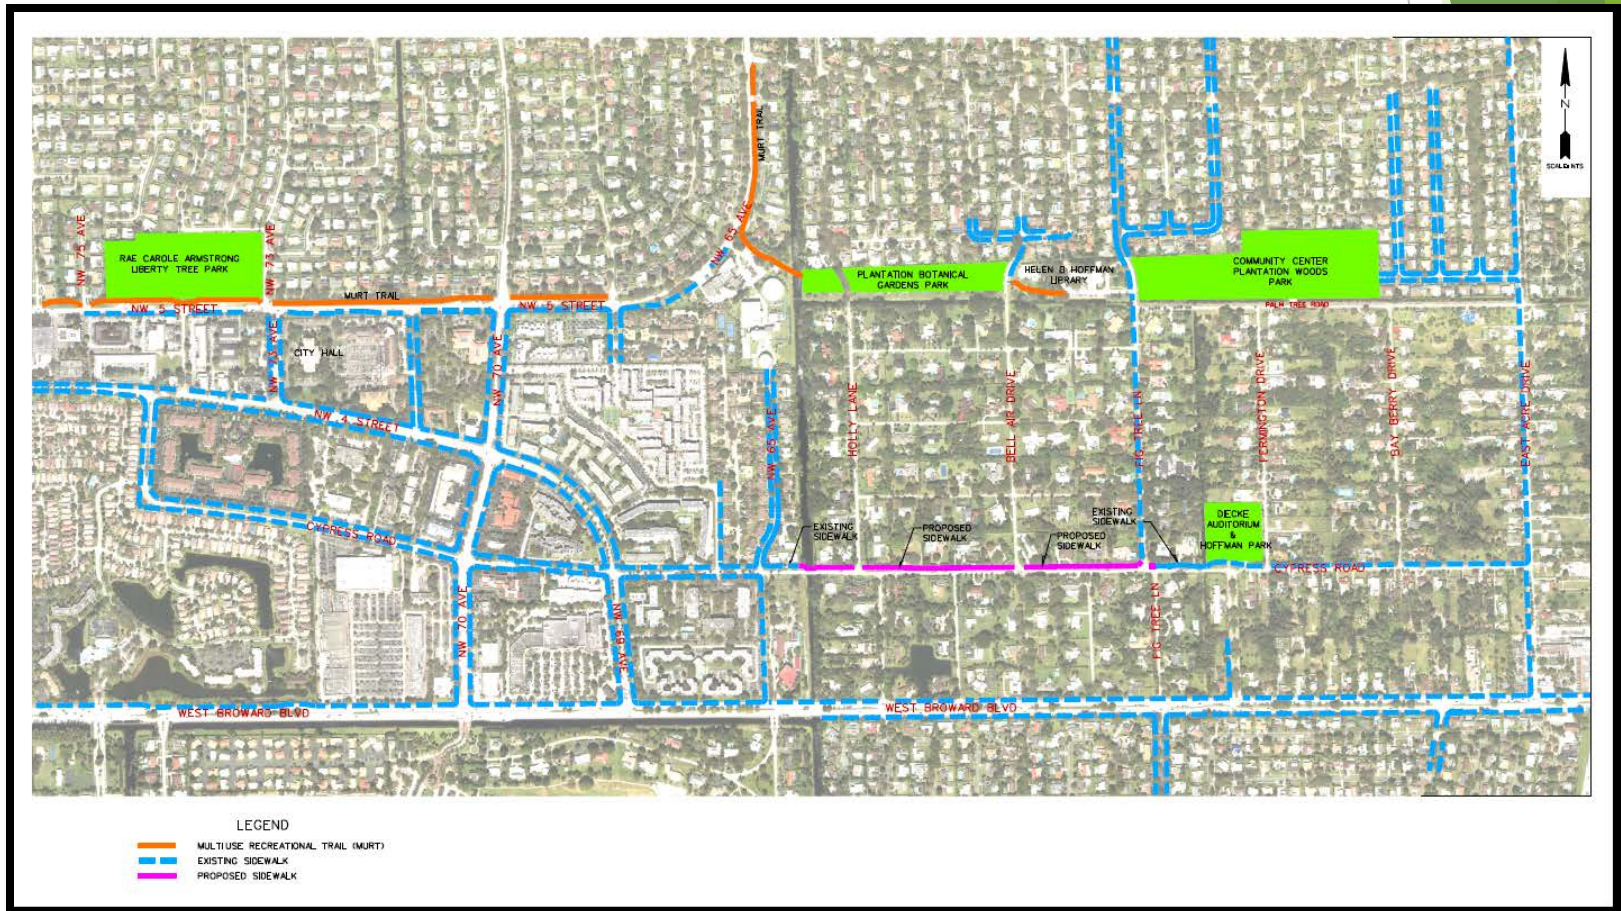 N
SCALE: NTS
MURT TRAIL
NW 75 AVE
NW 73 AVE
NW 65 AVE
RAE CAROLE ARMSTRONG
LIBERTY TREE PARK
PLANTATION BOTANICAL
GARDENS PARK
HELEN B HOFFMAN
LIBRARY
COMMUNITY CENTER
PLANTATION WOODS
PARK
MURT TRAIL
NW 5 STREET
NW 5 STREET
PALM TREE ROAD
NW 73 AVE
CITY HALL
NW 70 AVE
NW 4 STREET
NW 65 AVE
HOLLY LANE
BELL AIR DRIVE
FIG TREE LN
FERMINGTON DRIVE
BAY BERRY DRIVE
EAST ACRE DRIVE
CYPRESS ROAD
EXISTING
SIDEWALK
PROPOSED
SIDEWALK
PROPOSED
SIDEWALK
EXISTING
SIDEWALK
DIECKE
AUDITORIUM
&
HOFFMAN PARK
CYPRESS ROAD
NW 70 AVE
NW 69 AVE
FIG TREE LN
WEST BROWARD BLVD
WEST BROWARD BLVD
LEGEND
MULTIUSE RECREATIONAL TRAIL (MURT)
EXISTING SIDEWALK
PROPOSED SIDEWALK